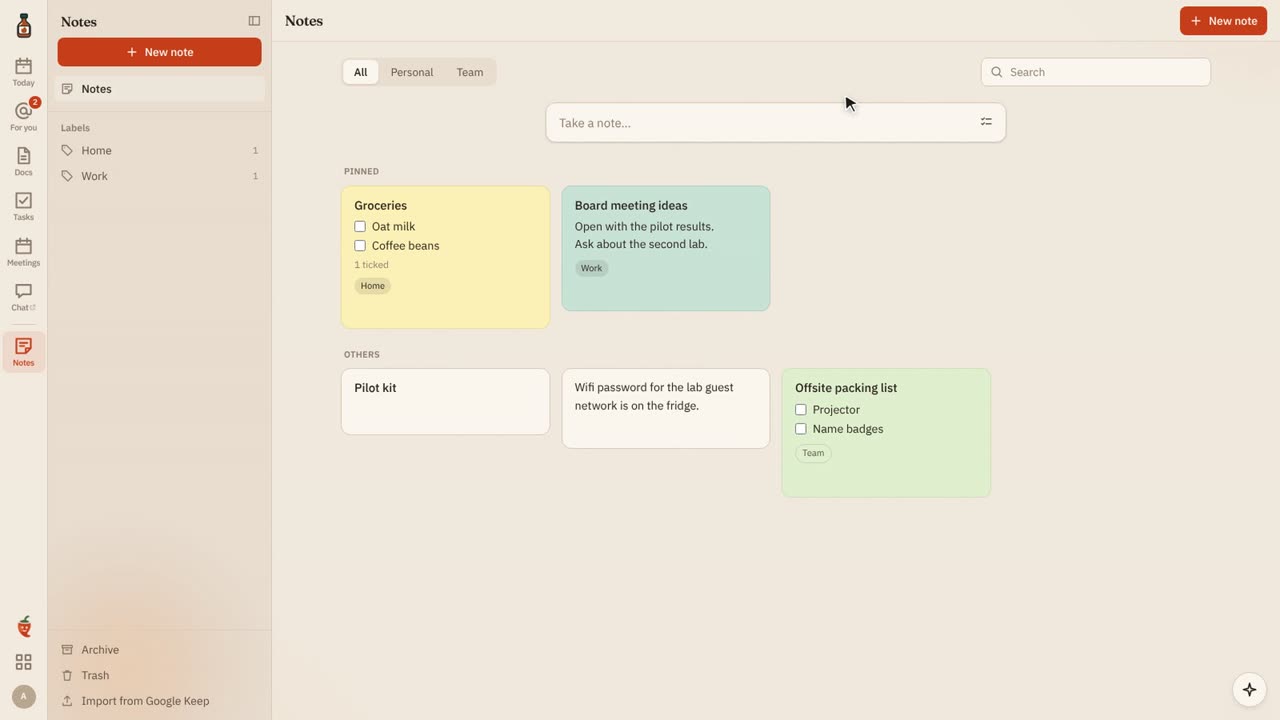 Notes
New note
Notes
Labels
Home 1
Work 1
Archive
Trash
Import from Google Keep
Today
2
For you
Docs
Tasks
Meetings
Chat
Notes
A
Notes
New note
All Personal Team
Search
Take a note...
PINNED
Groceries
Oat milk
Coffee beans
1 ticked
Home
Board meeting ideas
Open with the pilot results.
Ask about the second lab.
Work
OTHERS
Pilot kit
Wifi password for the lab guest
network is on the fridge.
Offsite packing list
Projector
Name badges
Team